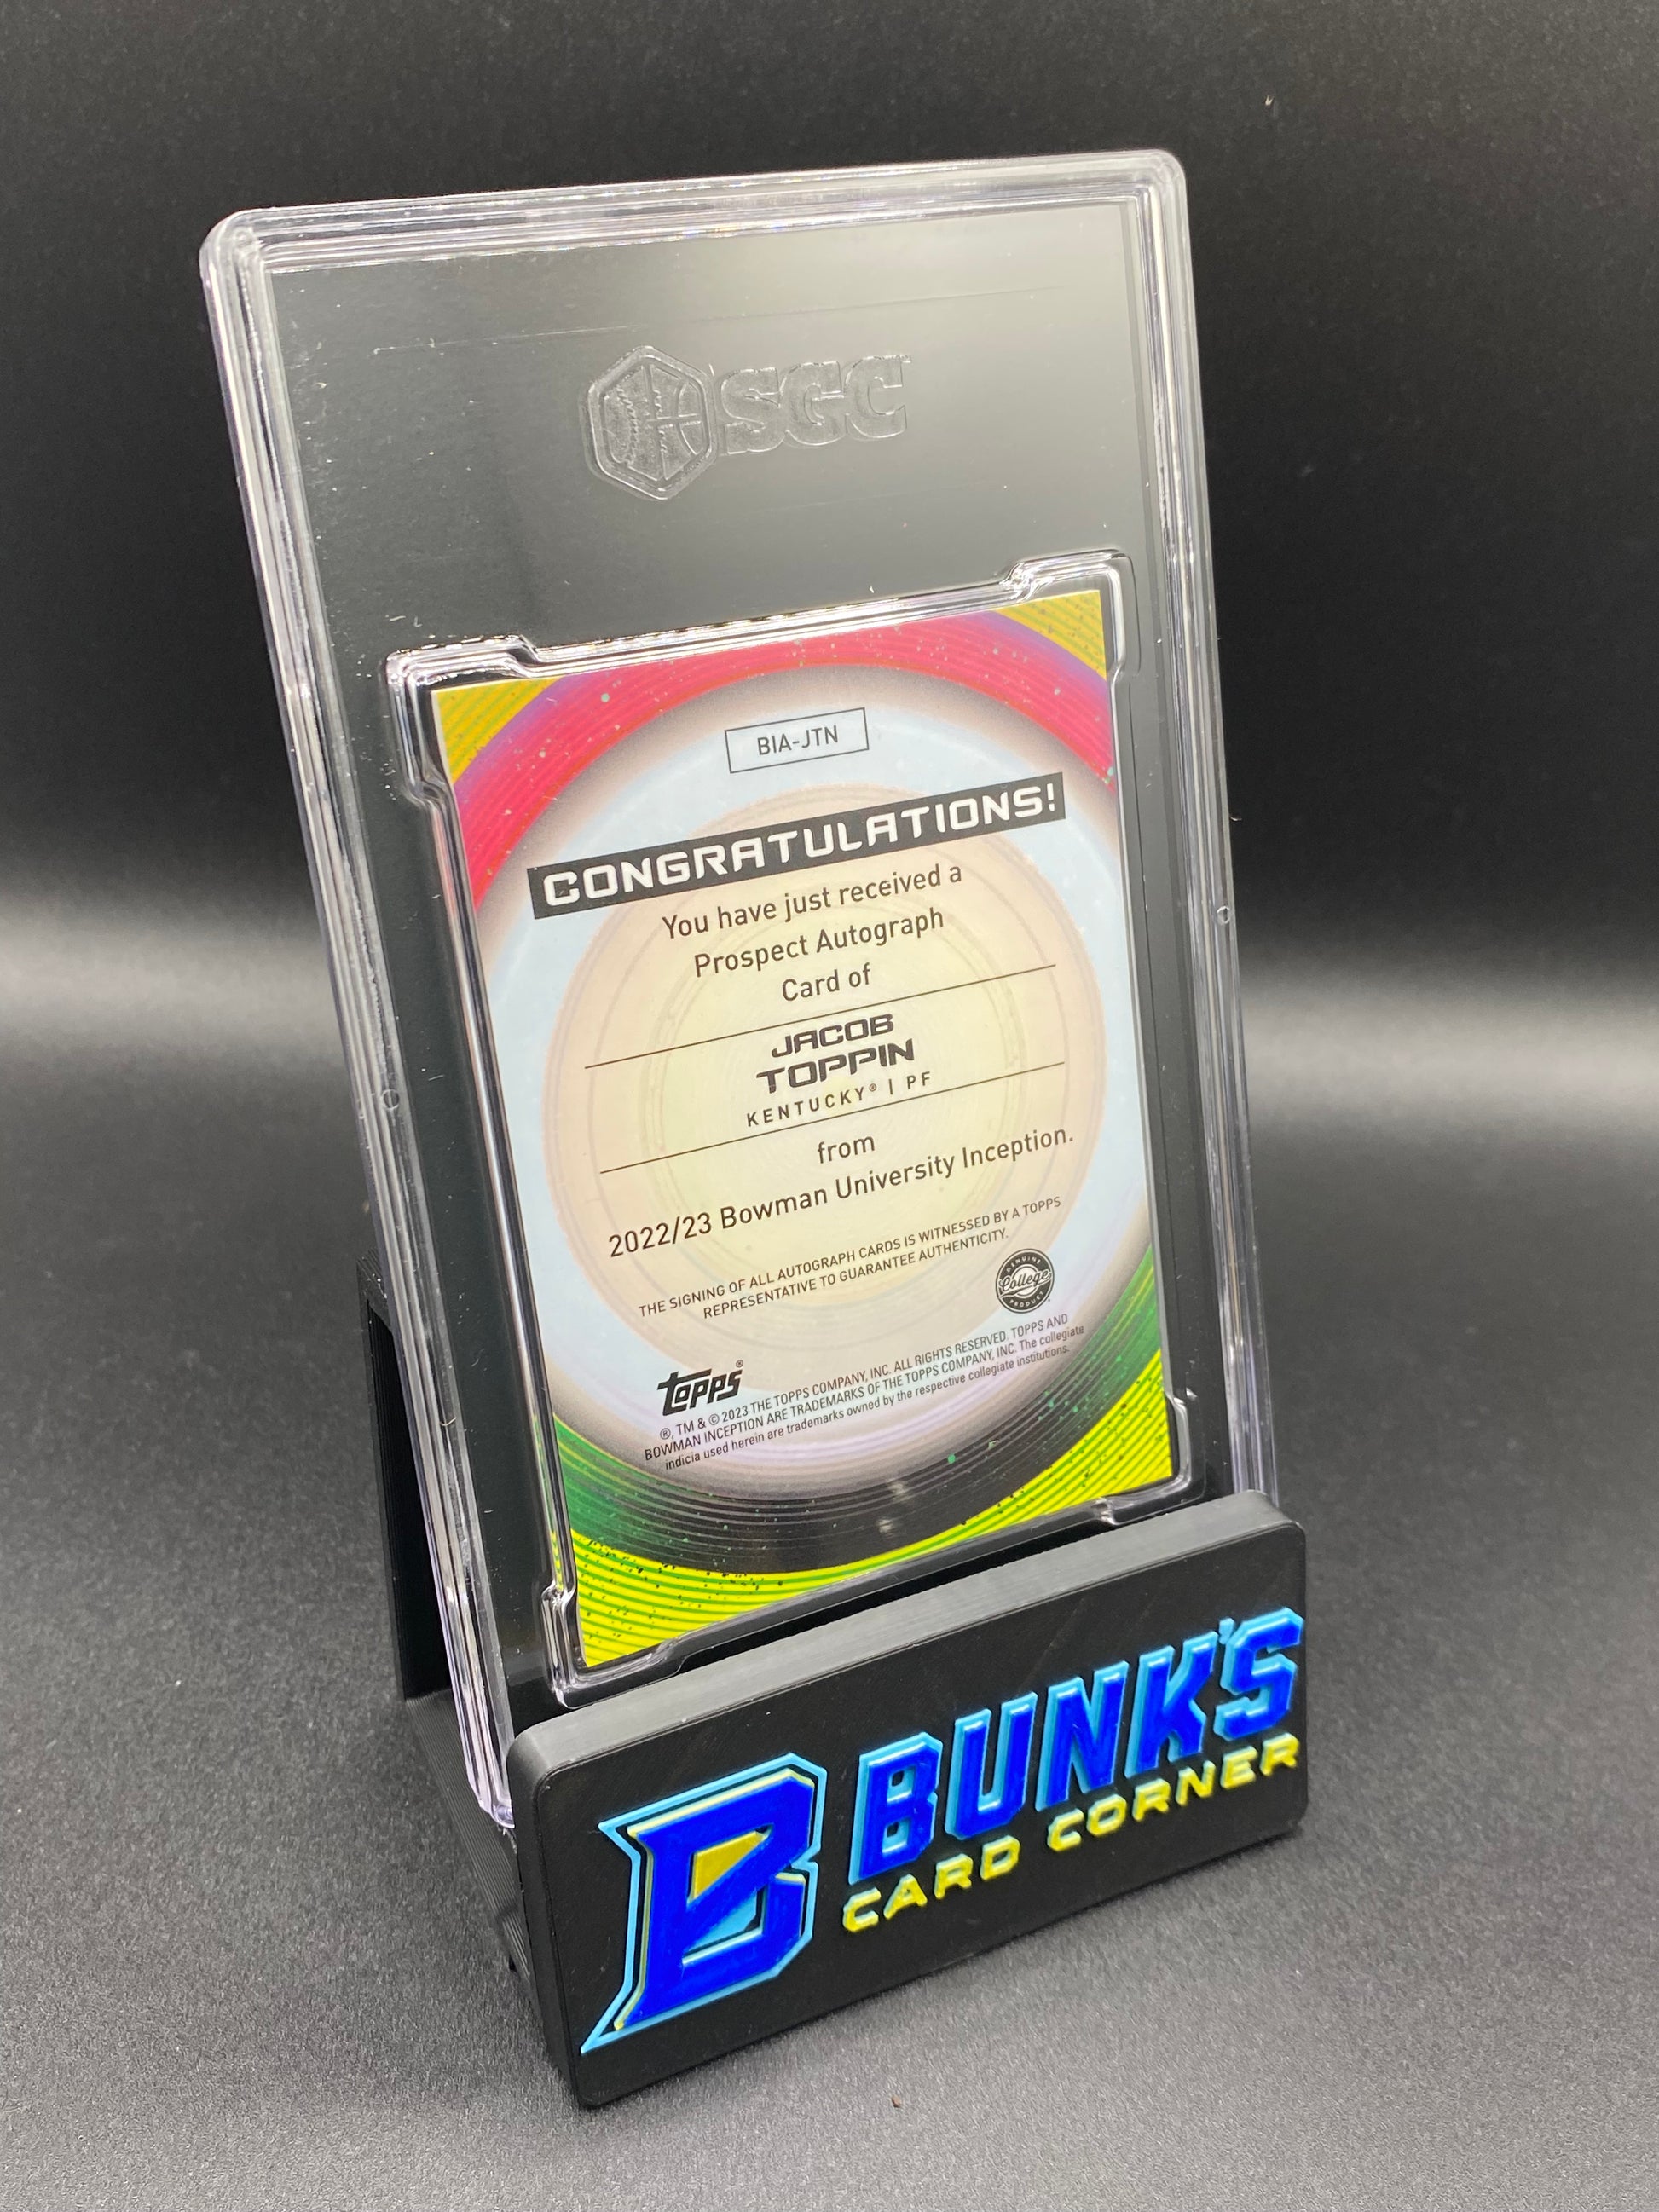 SGC
BIA-JTN
CONGRATULATIONS!
You have just received a
Prospect Autograph
Card of
JACOB
TOPPIN
KENTUCKY® | PF
from
2022/23 Bowman University Inception.
THE SIGNING OF ALL AUTOGRAPH CARDS IS WITNESSED BY A TOPPS
REPRESENTATIVE TO GUARANTEE AUTHENTICITY.
GENUINE
College
PRODUCT
Topps®
®, TM & © 2023 THE TOPPS COMPANY, INC. ALL RIGHTS RESERVED. TOPPS AND
BOWMAN INCEPTION ARE TRADEMARKS OF THE TOPPS COMPANY, INC. The collegiate
indicia used herein are trademarks owned by the respective collegiate institutions.
B BUNK'S
CARD CORNER